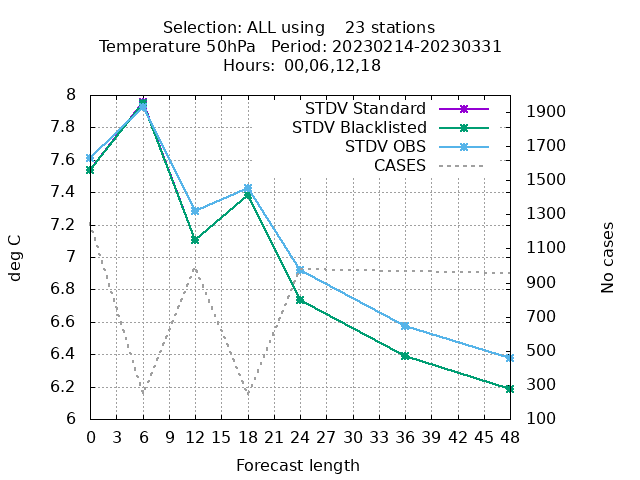 Selection: ALL using    23 stations
Temperature 50hPa   Period: 20230214-20230331
Hours: 00,06,12,18
STDV Standard
STDV Blacklisted
STDV OBS
CASES
8
7.8
7.6
7.4
7.2
7
6.8
6.6
6.4
6.2
6
deg C
1900
1700
1500
1300
1100
900
700
500
300
100
No cases
0 3 6 9 12 15 18 21 24 27 30 33 36 39 42 45 48
Forecast length